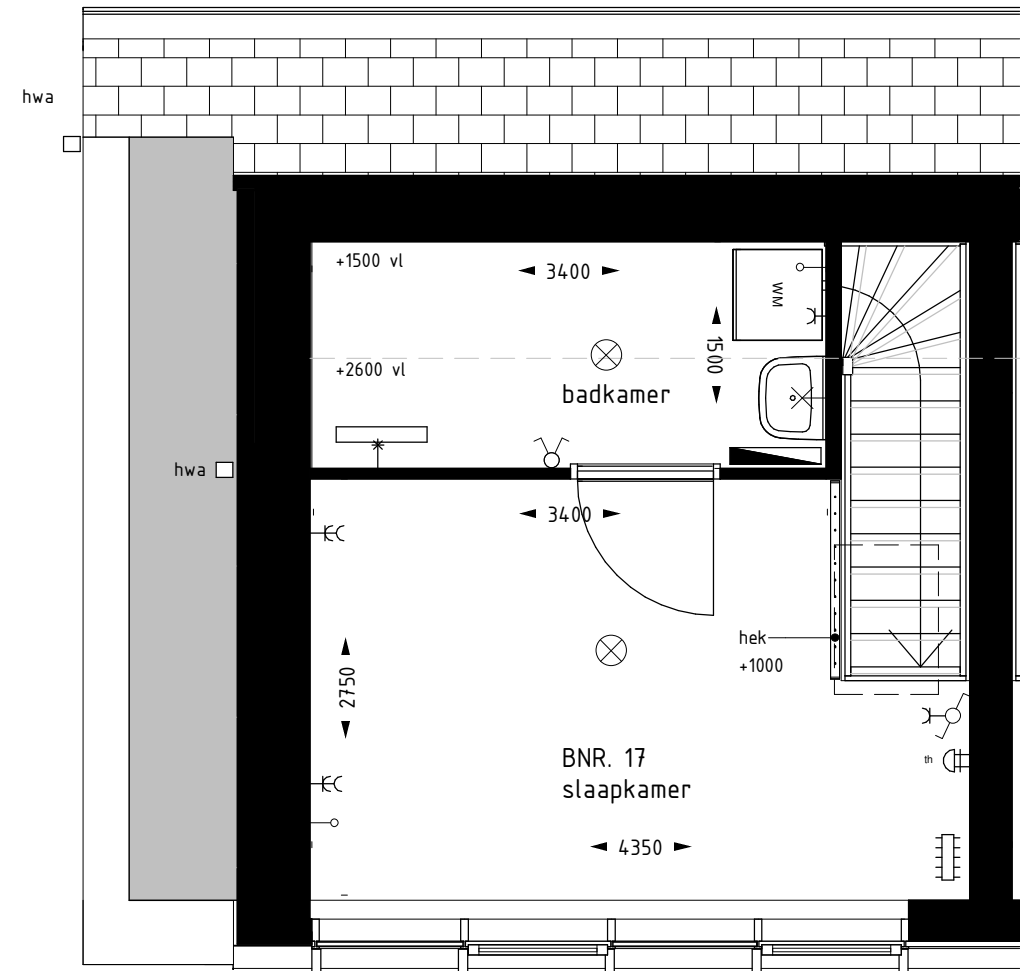 hwa
+1500 vl
3400
WM
1500
+2600 vl
badkamer
hwa
3400
hek
+1000
2750
BNR. 17
slaapkamer
th
4350